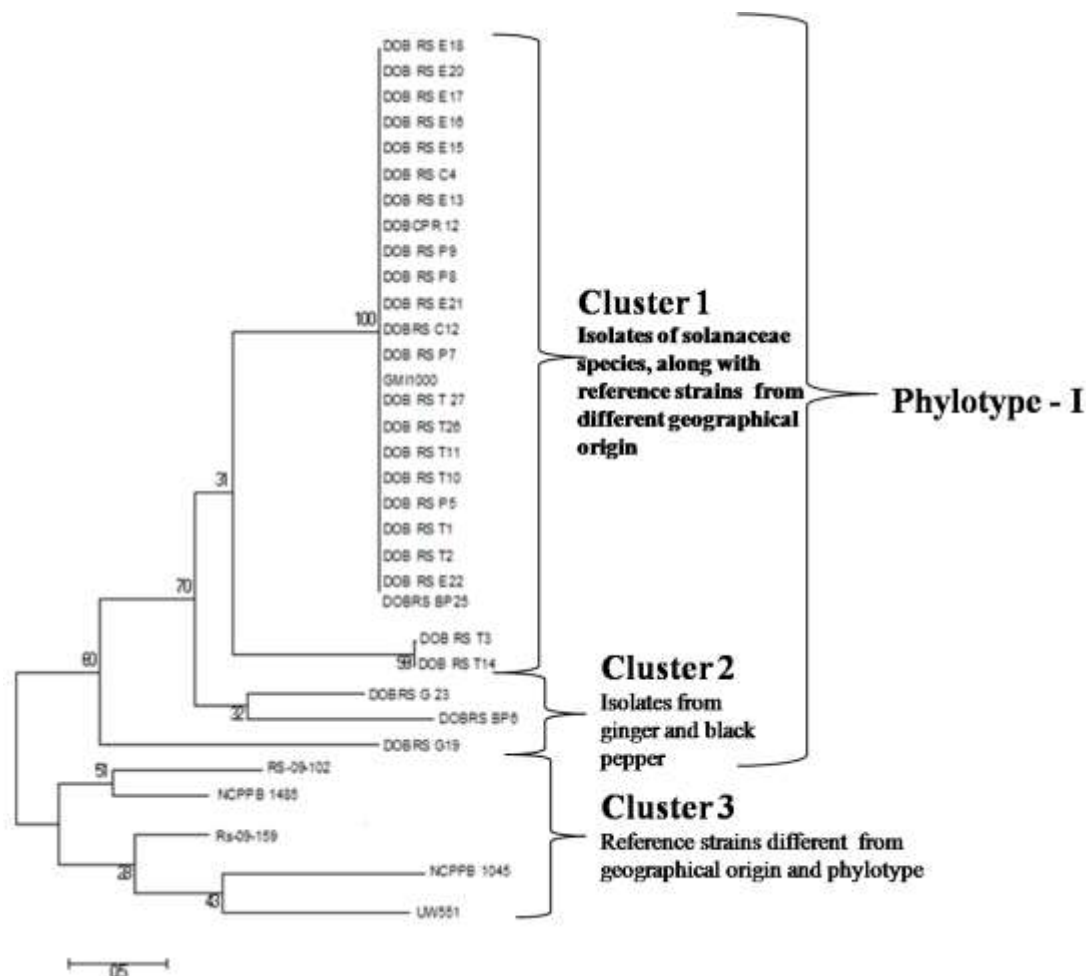 DOB RS E18
DOB RS E20
DOB RS E17
DOB RS E16
DOB RS E15
DOB RS C4
DOB RS E13
DOBCPR 12
DOB RS P9
DOB RS P8
DOB RS E21
DOBRS C12
DOB RS P7
GMI1000
DOB RS T 27
DOB RS T26
DOB RS T11
DOB RS T10
DOB RS P5
DOB RS T1
DOB RS T2
DOB RS E22
DOBRS BP25
DOB RS T3
DOB RS T14
DOBRS G 23
DOBRS BP6
DOBRS G19
RS-09-102
NCPPB 1485
Rs-09-159
NCPPB 1045
UW551
100
31
70
32
43
Cluster 1
Isolates of solanaceae
species, along with
reference strains from
different geographical
origin
Cluster 2
Isolates from
ginger and black
pepper
Cluster 3
Reference strains different from
geographical origin and phylotype
Phylotype - I